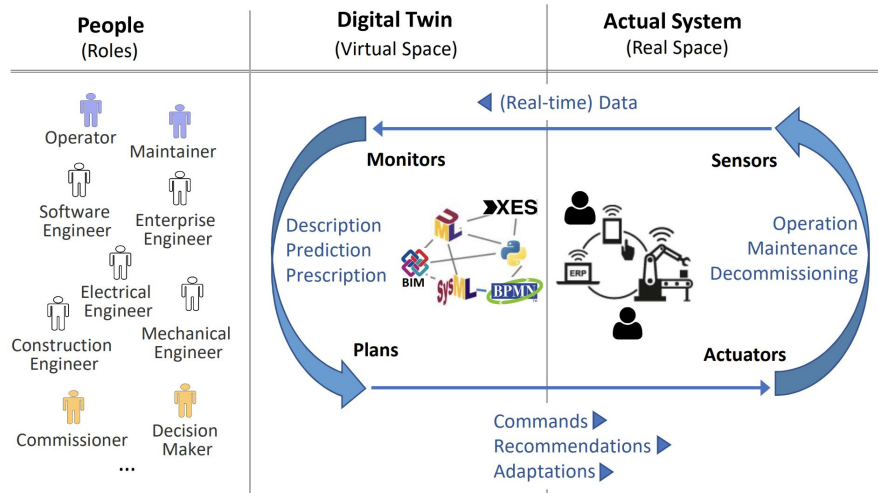 People
(Roles)
Digital Twin
(Virtual Space)
Actual System
(Real Space)
Operator
Maintainer
Software
Engineer
Enterprise
Engineer
Electrical
Engineer
Construction
Engineer
Mechanical
Engineer
Commissioner
Decision
Maker
...
(Real-time) Data
Monitors
Sensors
Description
Prediction
Prescription
UML
XES
BIM
sysML
BPMN
ERP
Operation
Maintenance
Decommissioning
Plans
Actuators
Commands
Recommendations
Adaptations